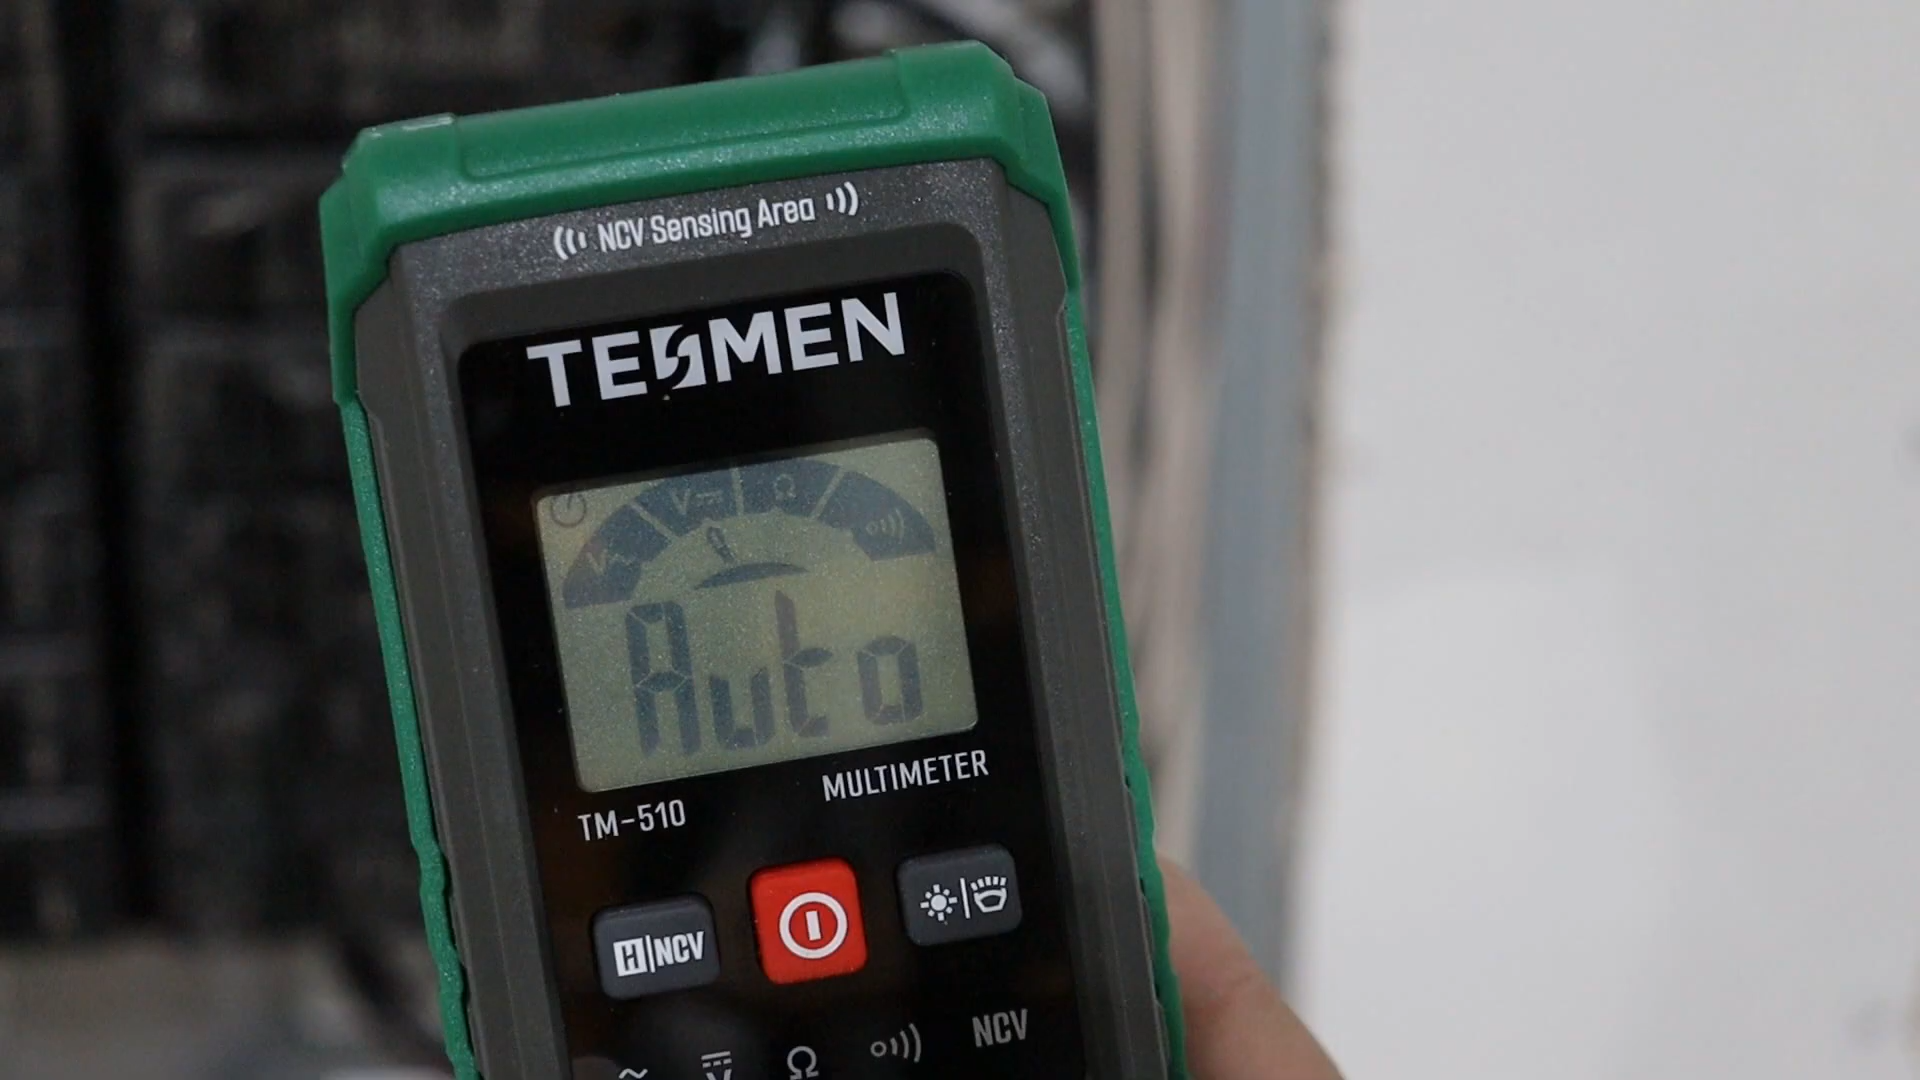 NCV Sensing Area
TESMEN
V Ω
Auto
MULTIMETER
TM-510
H|NCV
V Ω NCV